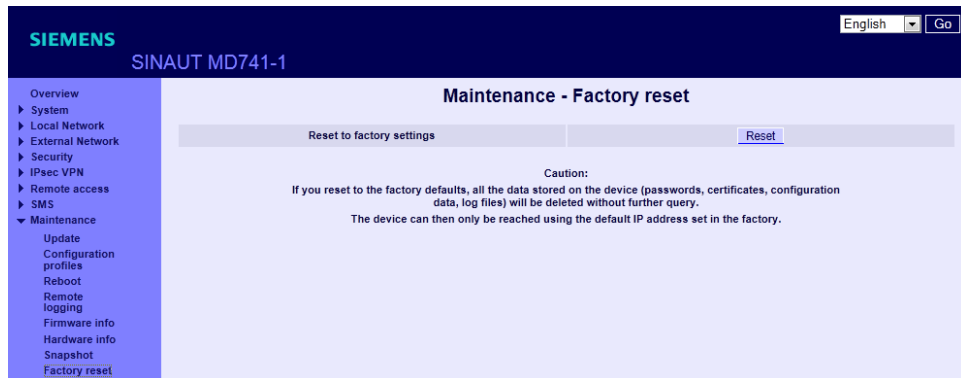 English
Go
SIEMENS
SINAUT MD741-1
Overview
System
Local Network
External Network
Security
IPsec VPN
Remote access
SMS
Maintenance
Update
Configuration
profiles
Reboot
Remote
logging
Firmware info
Hardware info
Snapshot
Factory reset
Maintenance - Factory reset
Reset to factory settings
Reset
Caution:
If you reset to the factory defaults, all the data stored on the device (passwords, certificates, configuration
data, log files) will be deleted without further query.
The device can then only be reached using the default IP address set in the factory.